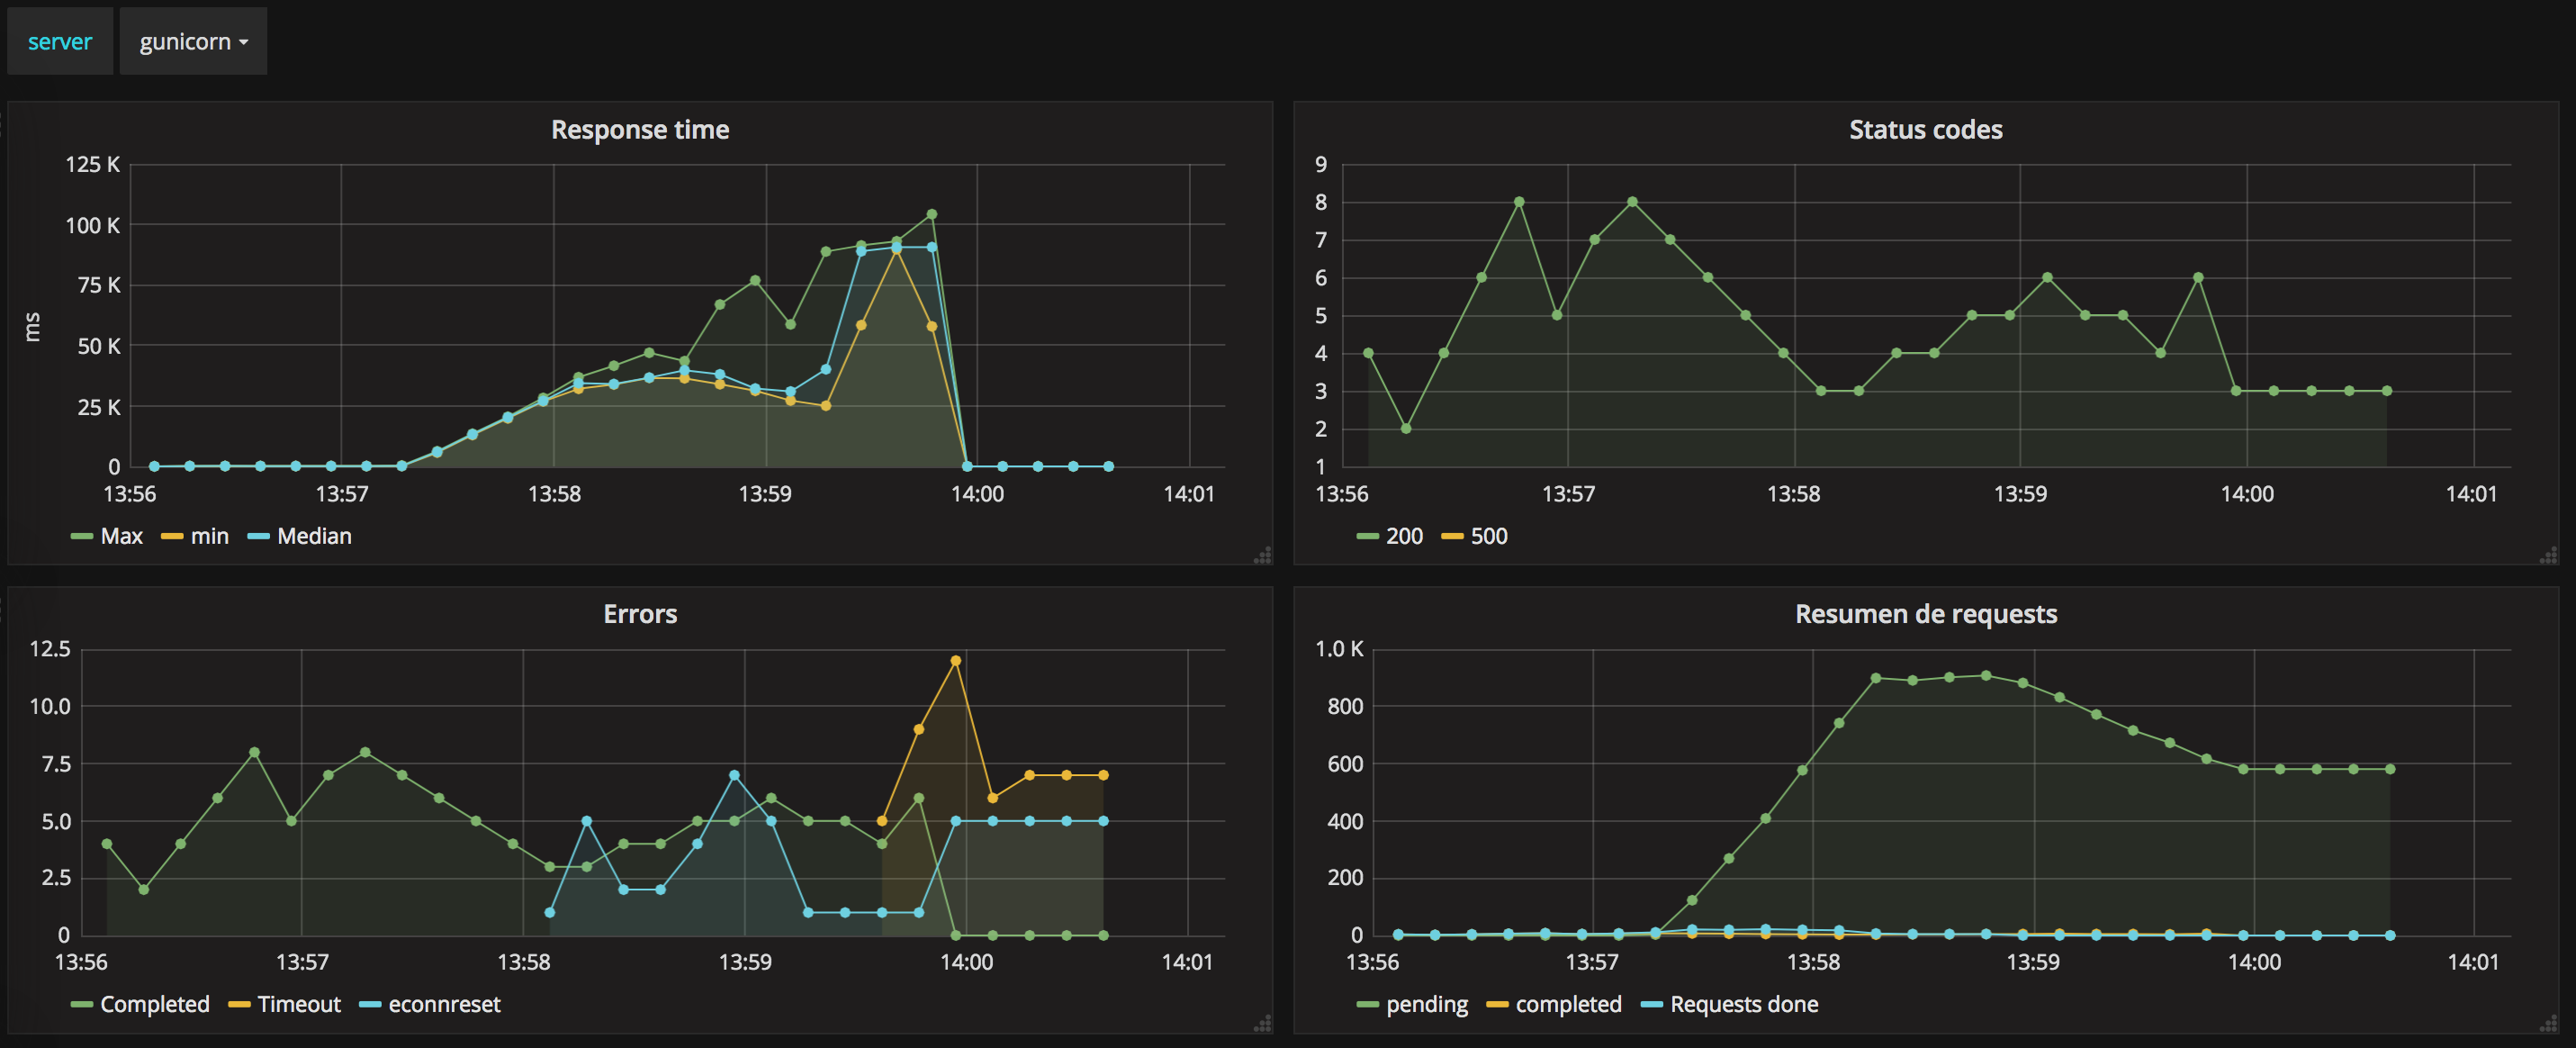 server gunicorn
Response time
125 K
100 K
75 K
50 K
25 K
0
ms
13:56 13:57 13:58 13:59 14:00 14:01
Max min Median
Status codes
9
8
7
6
5
4
3
2
1
13:56 13:57 13:58 13:59 14:00 14:01
200 500
Errors
12.5
10.0
7.5
5.0
2.5
0
13:56 13:57 13:58 13:59 14:00 14:01
Completed Timeout econnreset
Resumen de requests
1.0 K
800
600
400
200
0
13:56 13:57 13:58 13:59 14:00 14:01
pending completed Requests done